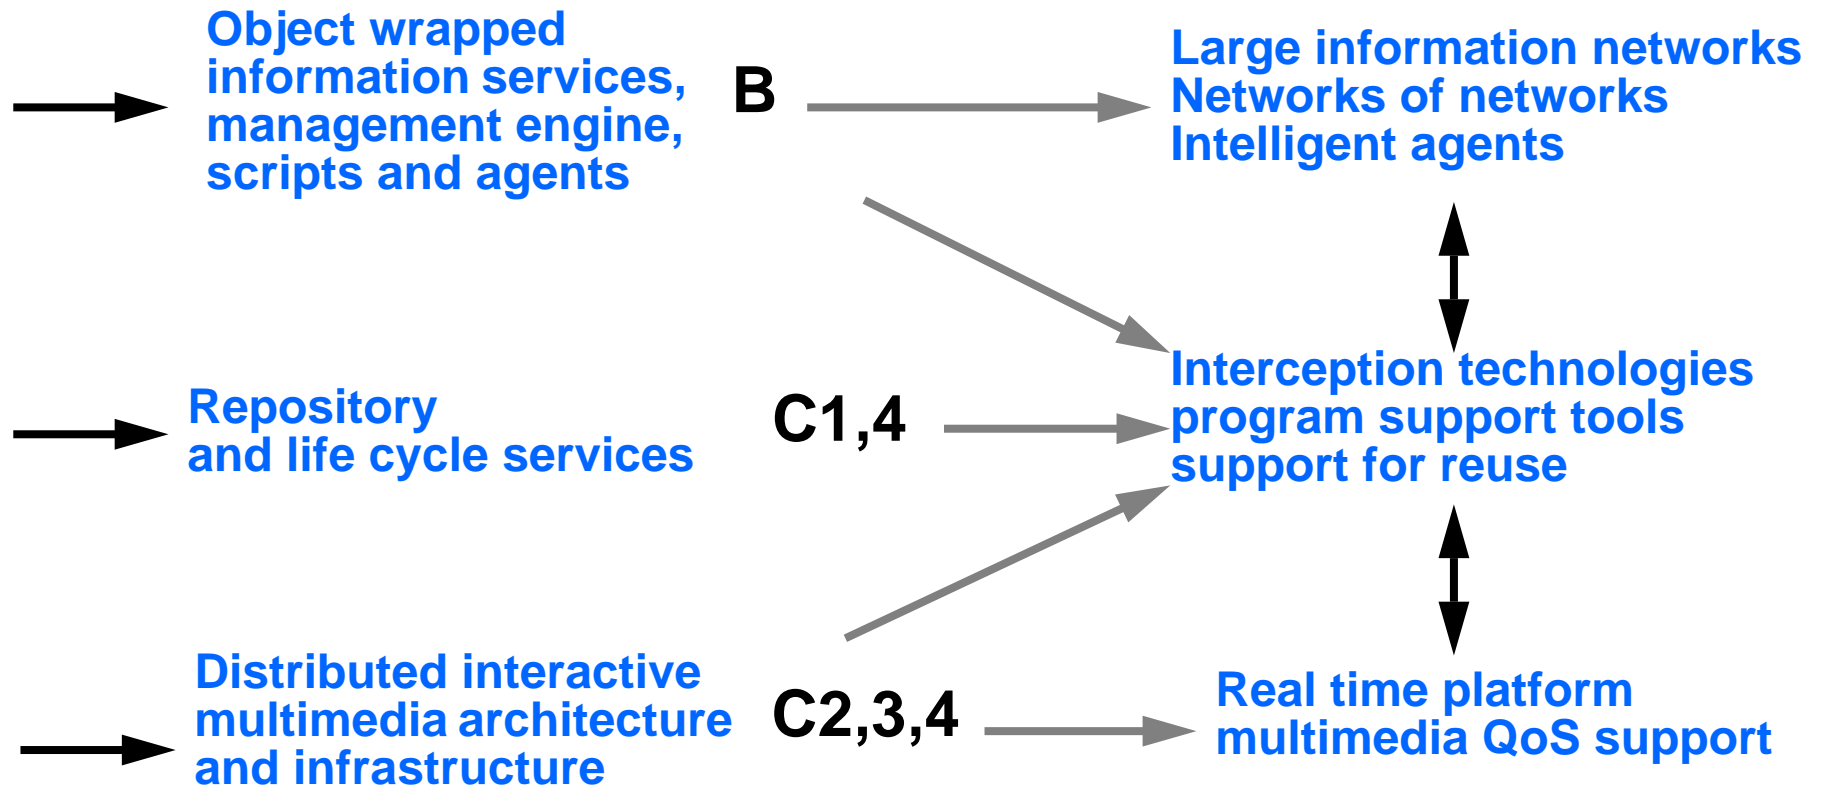 Object wrapped
information services,
management engine,
scripts and agents
B
Large information networks
Networks of networks
Intelligent agents
Repository
and life cycle services
C1,4
Interception technologies
program support tools
support for reuse
Distributed interactive
multimedia architecture
and infrastructure
C2,3,4
Real time platform
multimedia QoS support